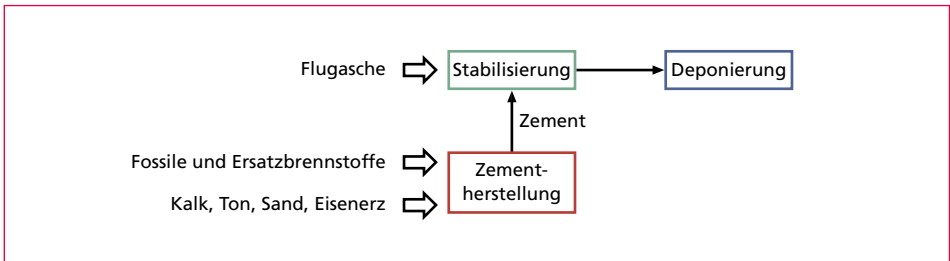 Flugasche
Stabilisierung
Deponierung
Zement
Fossile und Ersatzbrennstoffe
Zement-
herstellung
Kalk, Ton, Sand, Eisenerz